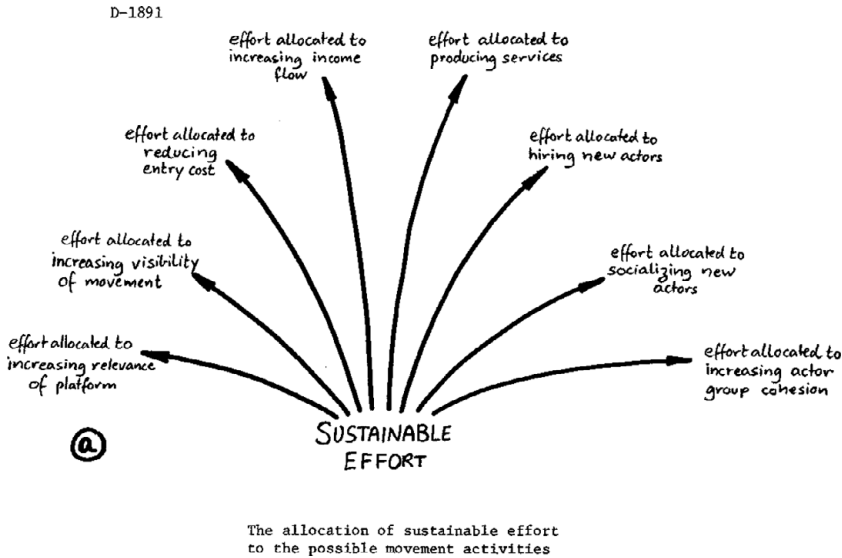 D-1891
effort allocated to
increasing income
flow
effort allocated to
producing services
effort allocated to
reducing
entry cost
effort allocated to
hiring new actors
effort allocated to
increasing visibility
of movement
effort allocated to
socializing new
actors
effort allocated to
increasing relevance
of platform
effort allocated to
increasing actor
group cohesion
a
SUSTAINABLE
EFFORT
The allocation of sustainable effort
to the possible movement activities